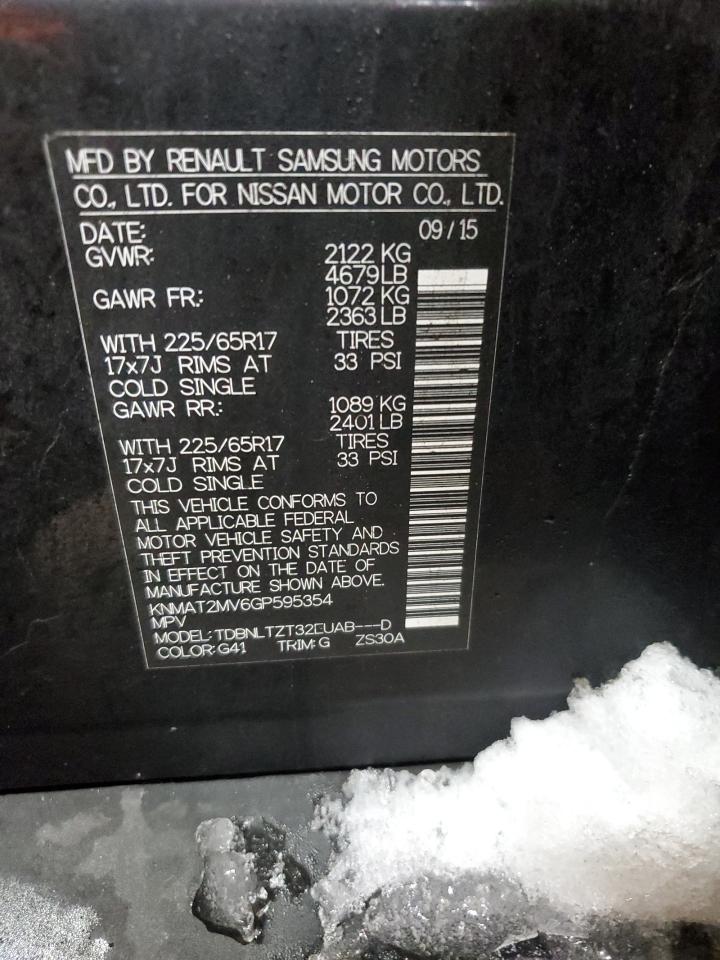 MFD BY RENAULT SAMSUNG MOTORS
CO., LTD. FOR NISSAN MOTOR CO., LTD.
DATE: 09/15
GVWR: 2122 KG
4679LB
GAWR FR.: 1072 KG
2363LB
WITH 225/65R17 TIRES
17x7J RIMS AT 33 PSI
COLD SINGLE
GAWR RR.: 1089 KG
2401LB
WITH 225/65R17 TIRES
17x7J RIMS AT 33 PSI
COLD SINGLE
THIS VEHICLE CONFORMS TO
ALL APPLICABLE FEDERAL
MOTOR VEHICLE SAFETY AND
THEFT PREVENTION STANDARDS
IN EFFECT ON THE DATE OF
MANUFACTURE SHOWN ABOVE.
KNMAT2MV6GP595354
MPV
MODEL: TDBNLTZT32EUAB---D
COLOR: G41 TRIM: G ZS30A